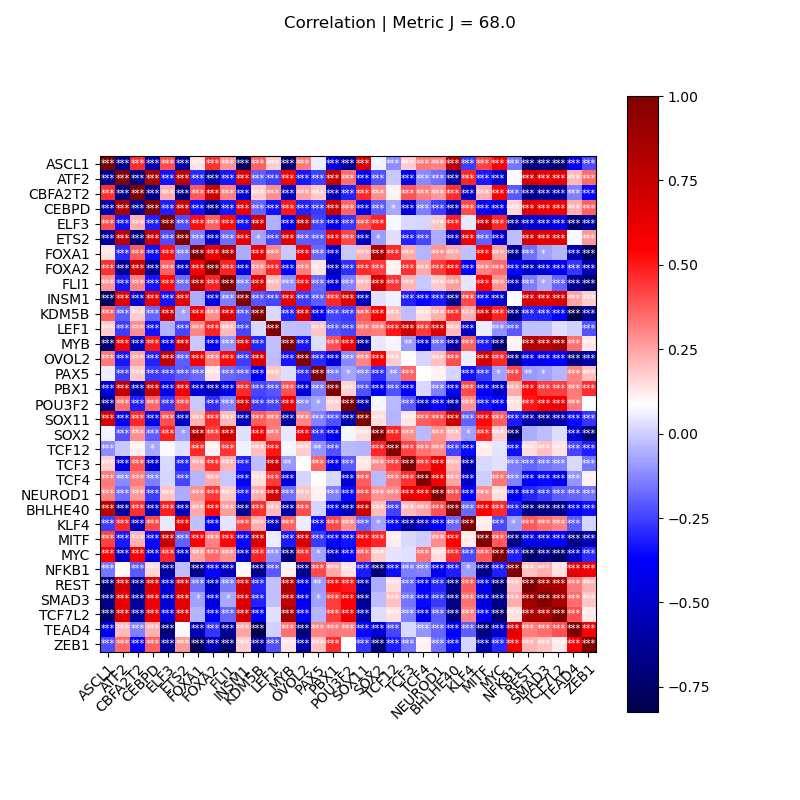 Correlation | Metric J = 68.0
ASCL1
ATF2
CBFA2T2
CEBPD
ELF3
ETS2
FOXA1
FOXA2
FLI1
INSM1
KDM5B
LEF1
MYB
OVOL2
PAX5
PBX1
POU3F2
SOX11
SOX2
TCF12
TCF3
TCF4
NEUROD1
BHLHE40
KLF4
MITF
MYC
NFKB1
REST
SMAD3
TCF7L2
TEAD4
ZEB1
ASCL1
ATF2
CBFA2T2
CEBPD
ELF3
ETS2
FOXA1
FOXA2
FLI1
INSM1
KDM5B
LEF1
MYB
OVOL2
PAX5
PBX1
POU3F2
SOX11
SOX2
TCF12
TCF3
TCF4
NEUROD1
BHLHE40
KLF4
MITF
MYC
NFKB1
REST
SMAD3
TCF7L2
TEAD4
ZEB1
1.00
0.75
0.50
0.25
0.00
−0.25
−0.50
−0.75